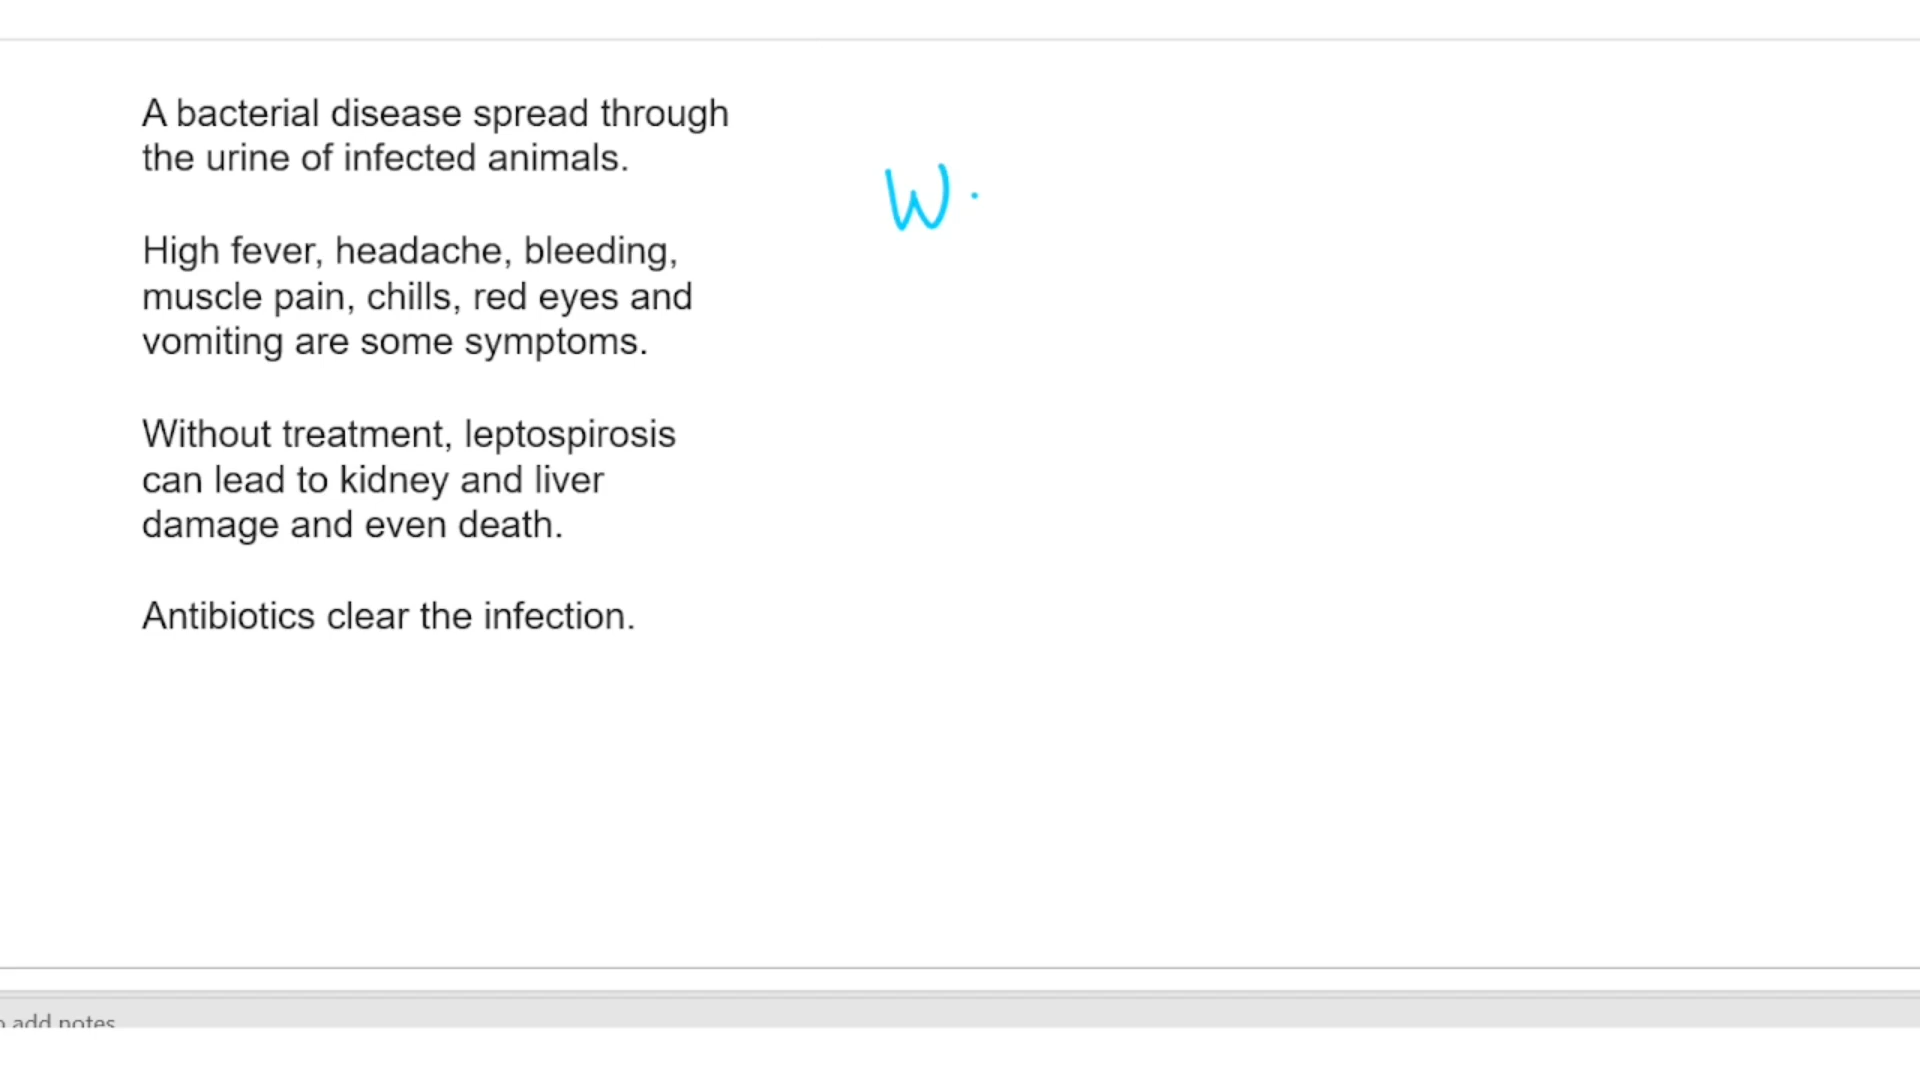 A bacterial disease spread through
the urine of infected animals.
W.
High fever, headache, bleeding,
muscle pain, chills, red eyes and
vomiting are some symptoms.
Without treatment, leptospirosis
can lead to kidney and liver
damage and even death.
Antibiotics clear the infection.
add notes